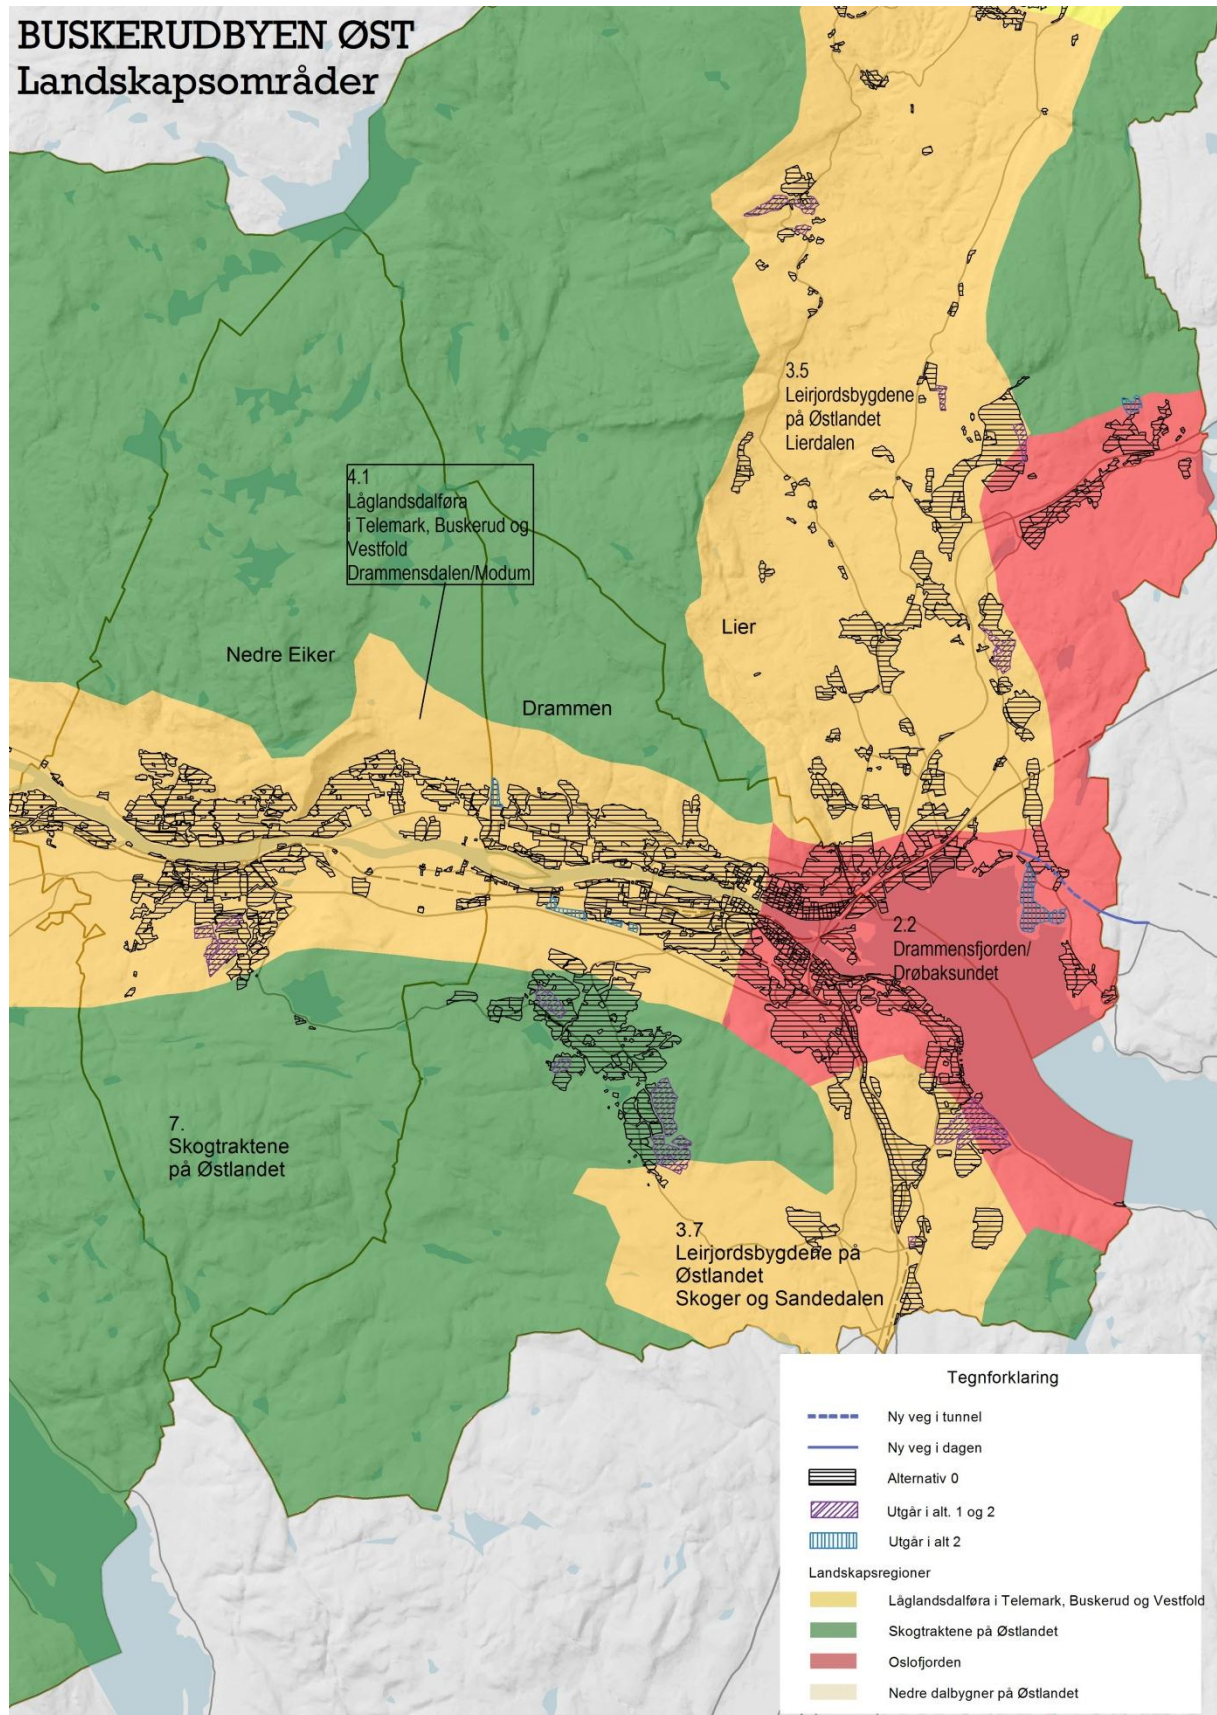 BUSKERUDBYEN ØST
Landskapsområder
3.5
Leirjordsbygdene
på Østlandet
Lierdalen
4.1
Låglandsdalføra
i Telemark, Buskerud og
Vestfold
Drammensdalen/Modum
Lier
Nedre Eiker
Drammen
2.2
Drammensfjorden/
Drøbaksundet
7.
Skogtraktene
på Østlandet
3.7
Leirjordsbygdene på
Østlandet
Skoger og Sandedalen
Tegnforklaring
Ny veg i tunnel
Ny veg i dagen
Alternativ 0
Utgår i alt. 1 og 2
Utgår i alt 2
Landskapsregioner
Låglandsdalføra i Telemark, Buskerud og Vestfold
Skogtraktene på Østlandet
Oslofjorden
Nedre dalbygner på Østlandet